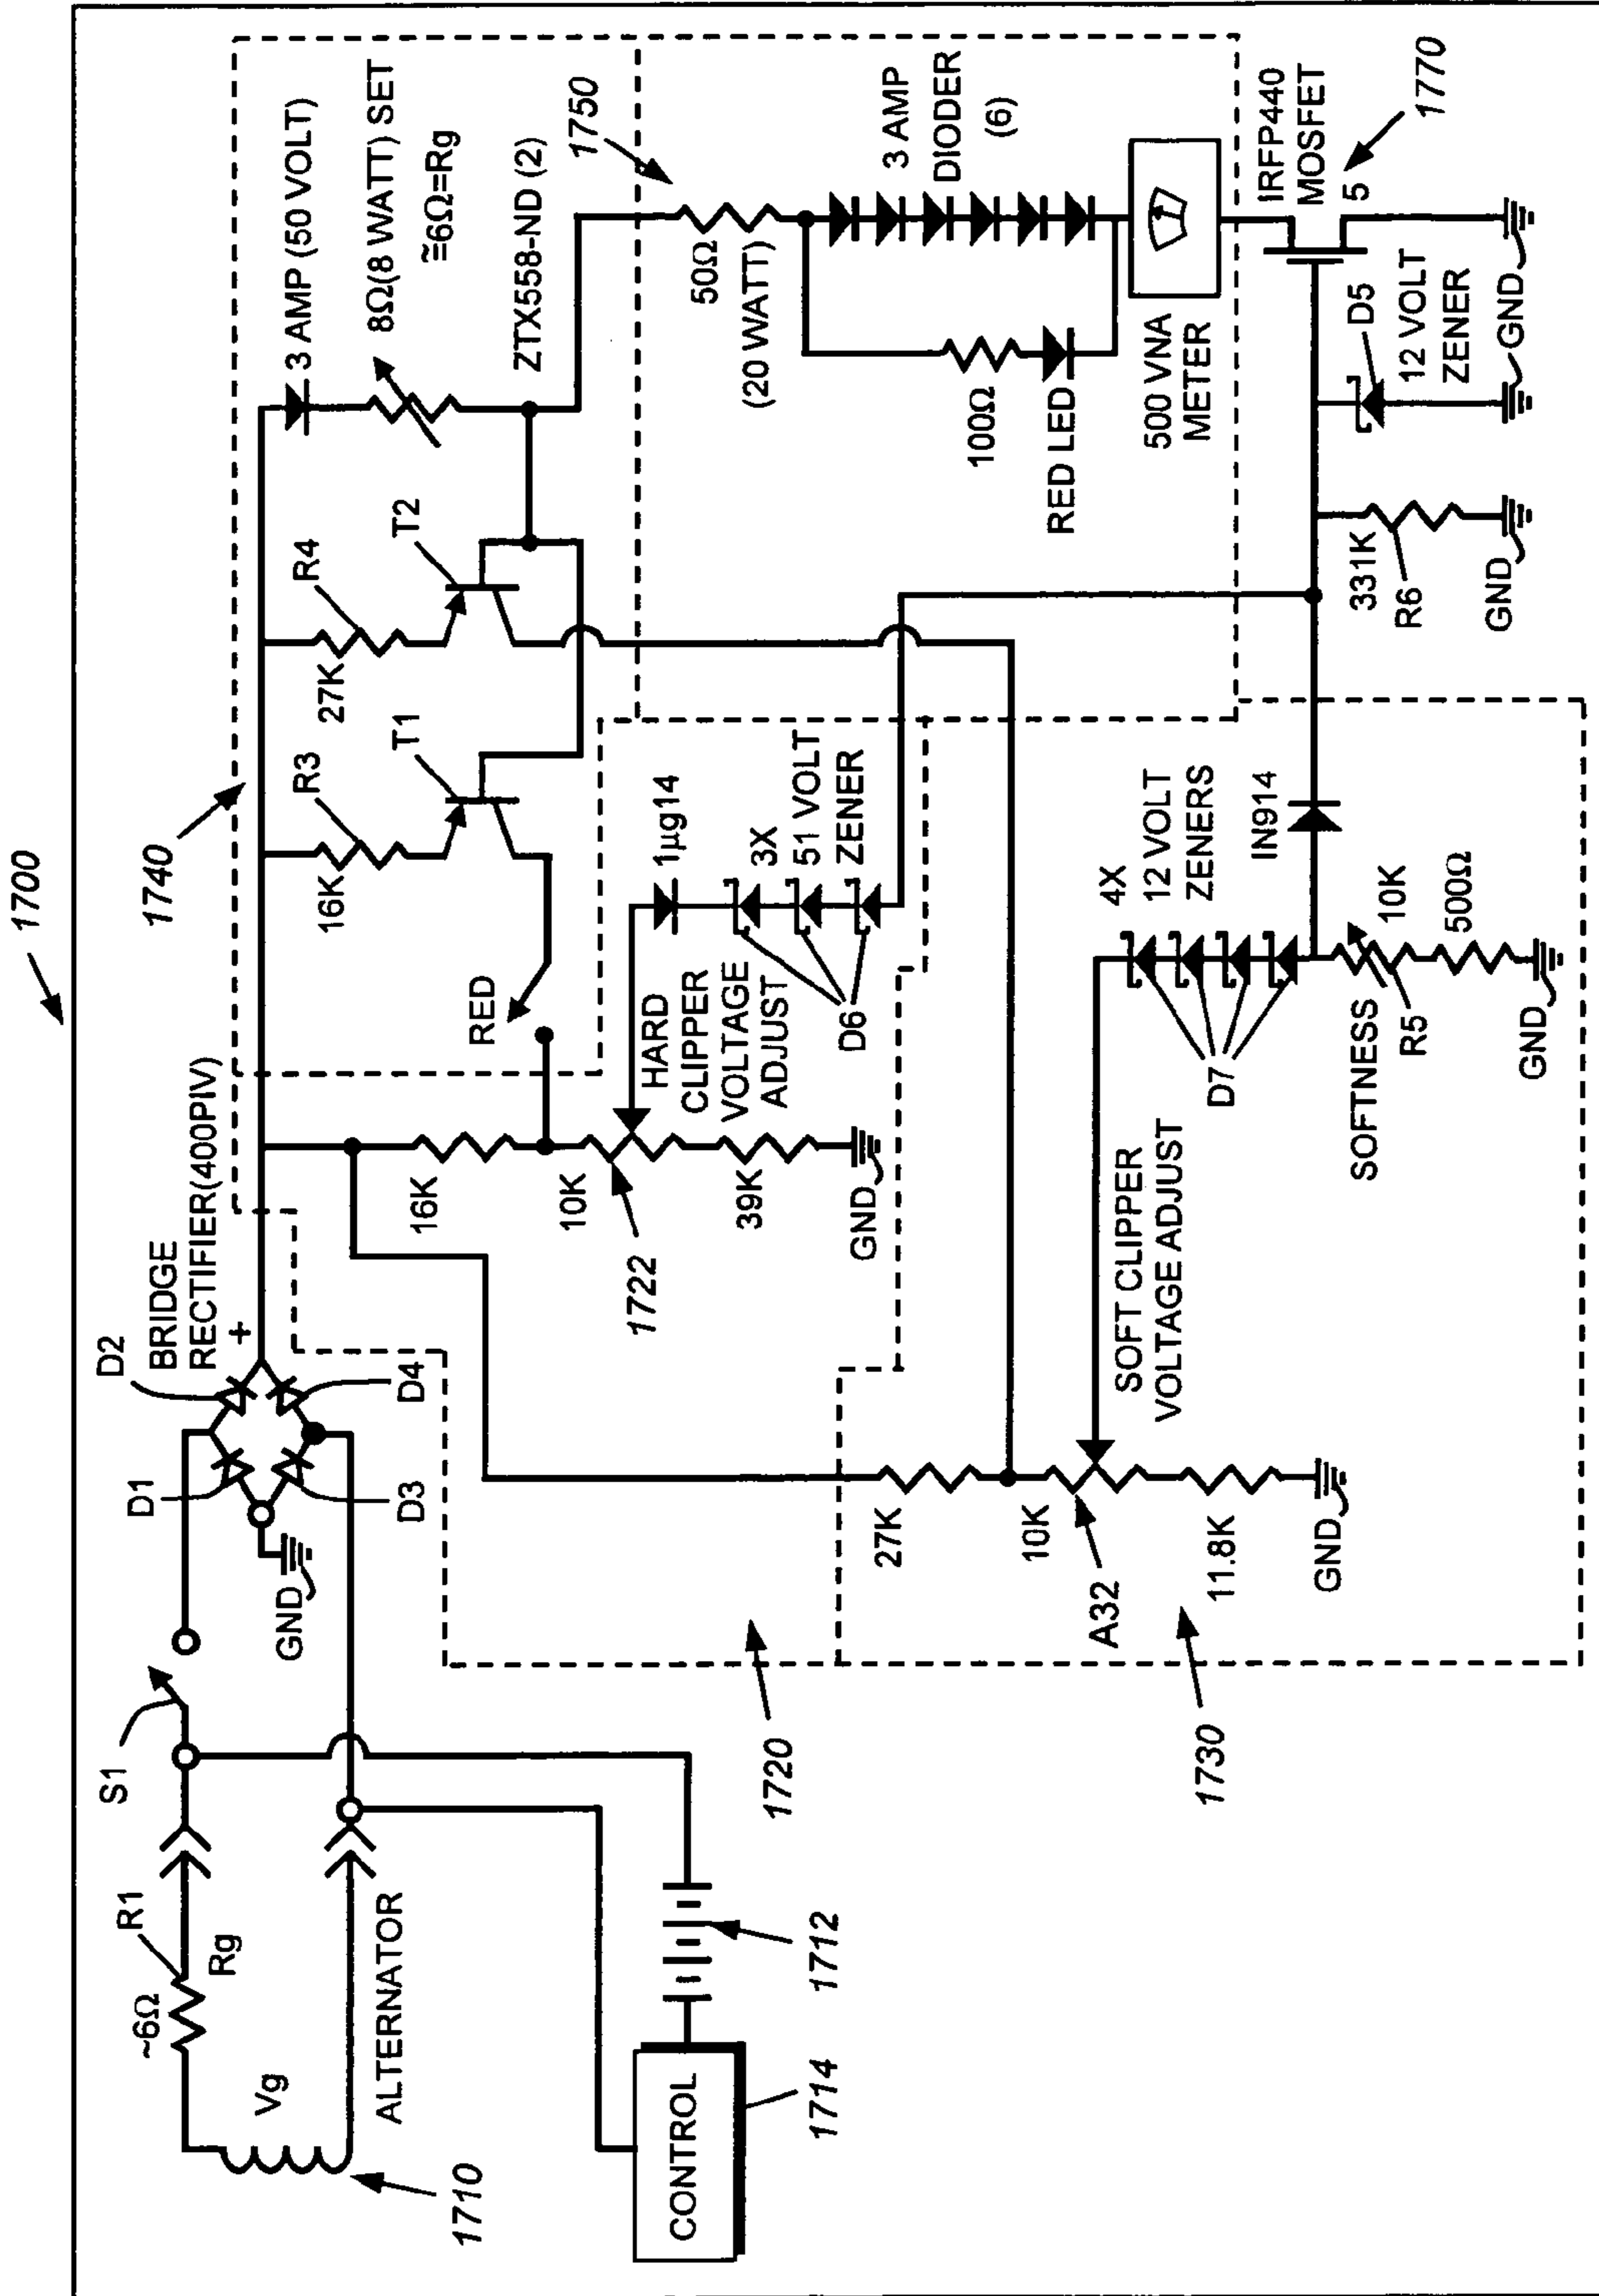 1700
1740
1750
1770
S1
~6Ω
R1
Rg
Vg
ALTERNATOR
1710
CONTROL
1714
1712
D1
D2
D3
D4
GND
BRIDGE
RECTIFIER(400PIV)
+
16K
R3
T1
27K
R4
T2
3 AMP (50 VOLT)
8Ω(8 WATT) SET
≅6Ω=Rg
ZTX558-ND (2)
RED
16K
10K
39K
GND
1722
HARD
CLIPPER
VOLTAGE
ADJUST
1µg14
3X
51 VOLT
ZENER
D6
50Ω
(20 WATT)
3 AMP
DIODER
(6)
100Ω
RED LED
500 VNA
METER
IRFP440
MOSFET
5
D5
12 VOLT
ZENER
GND
331K
R6
GND
1720
1730
27K
10K
A32
11.8K
GND
SOFT CLIPPER
VOLTAGE ADJUST
4X
12 VOLT
ZENERS
D7
IN914
SOFTNESS
R5
10K
500Ω
GND